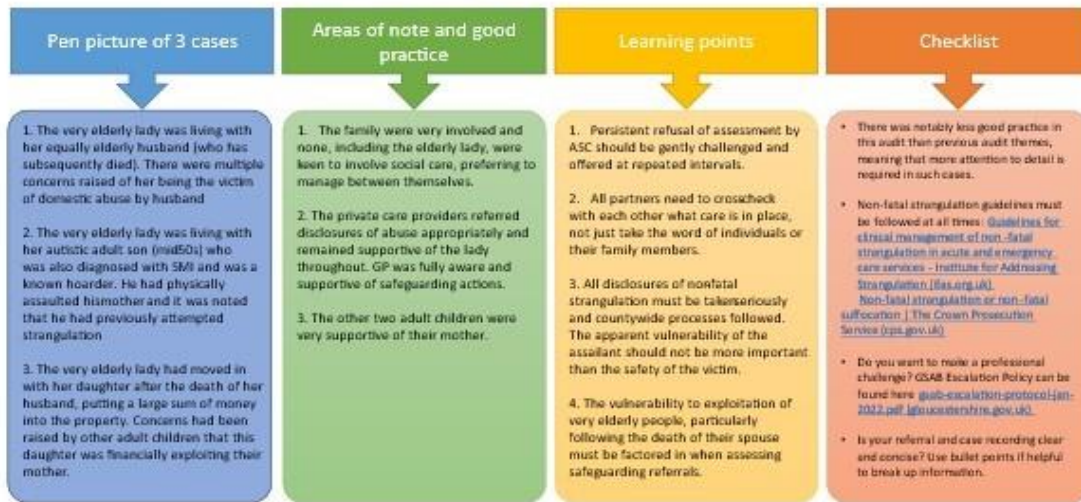 Pen picture of 3 cases
1. The very elderly lady was living with
her equally elderly husband (who has
subsequently died). There were multiple
concerns raised of her being the victim
of domestic abuse by husband
2. The very elderly lady was living with
her autistic adult son (mid50s) who
was also diagnosed with SMI and was a
known hoarder. He had physically
assaulted hismother and it was noted
that he had previously attempted
strangulation
3. The very elderly lady had moved in
with her daughter after the death of her
husband, putting a large sum of money
into the property. Concerns had been
raised by other adult children that this
daughter was financially exploiting their
mother.
Areas of note and good
practice
1. The family were very involved and
none, including the elderly lady, were
keen to involve social care, preferring to
manage between themselves.
2. The private care providers referred
disclosures of abuse appropriately and
remained supportive of the lady
throughout. GP was fully aware and
supportive of safeguarding actions.
3. The other two adult children were
very supportive of their mother.
Learning points
1. Persistent refusal of assessment by
ASC should be gently challenged and
offered at repeated intervals.
2. All partners need to crosscheck
with each other what care is in place,
not just take the word of individuals or
their family members.
3. All disclosures of nonfatal
strangulation must be takenseriously
and countywide processes followed.
The apparent vulnerability of the
assailant should not be more important
than the safety of the victim.
4. The vulnerability to exploitation of
very elderly people, particularly
following the death of their spouse
must be factored in when assessing
safeguarding referrals.
Checklist
• There was notably less good practice in
this audit then previous audit themes,
meaning that more attention to detail is
required in such cases.
• Non-fatal strangulation guidelines must
be followed at all times: Guidelines for
clinical management of non -fatal
strangulation in acute and emergency
care services - Institute for Addressing
Strangulation (ifas.org.uk)
Non-fatal strangulation or non -fatal
suffocation | The Crown Prosecution
Service (cps.gov.uk)
• Do you want to make a professional
challenge? GSAB Escalation Policy can be
found here gsab-escalation-protocol-jan-
2022.pdf (gloucestershire.gov.uk)
• Is your referral and case recording clear
and concise? Use bullet points if helpful
to break up information.